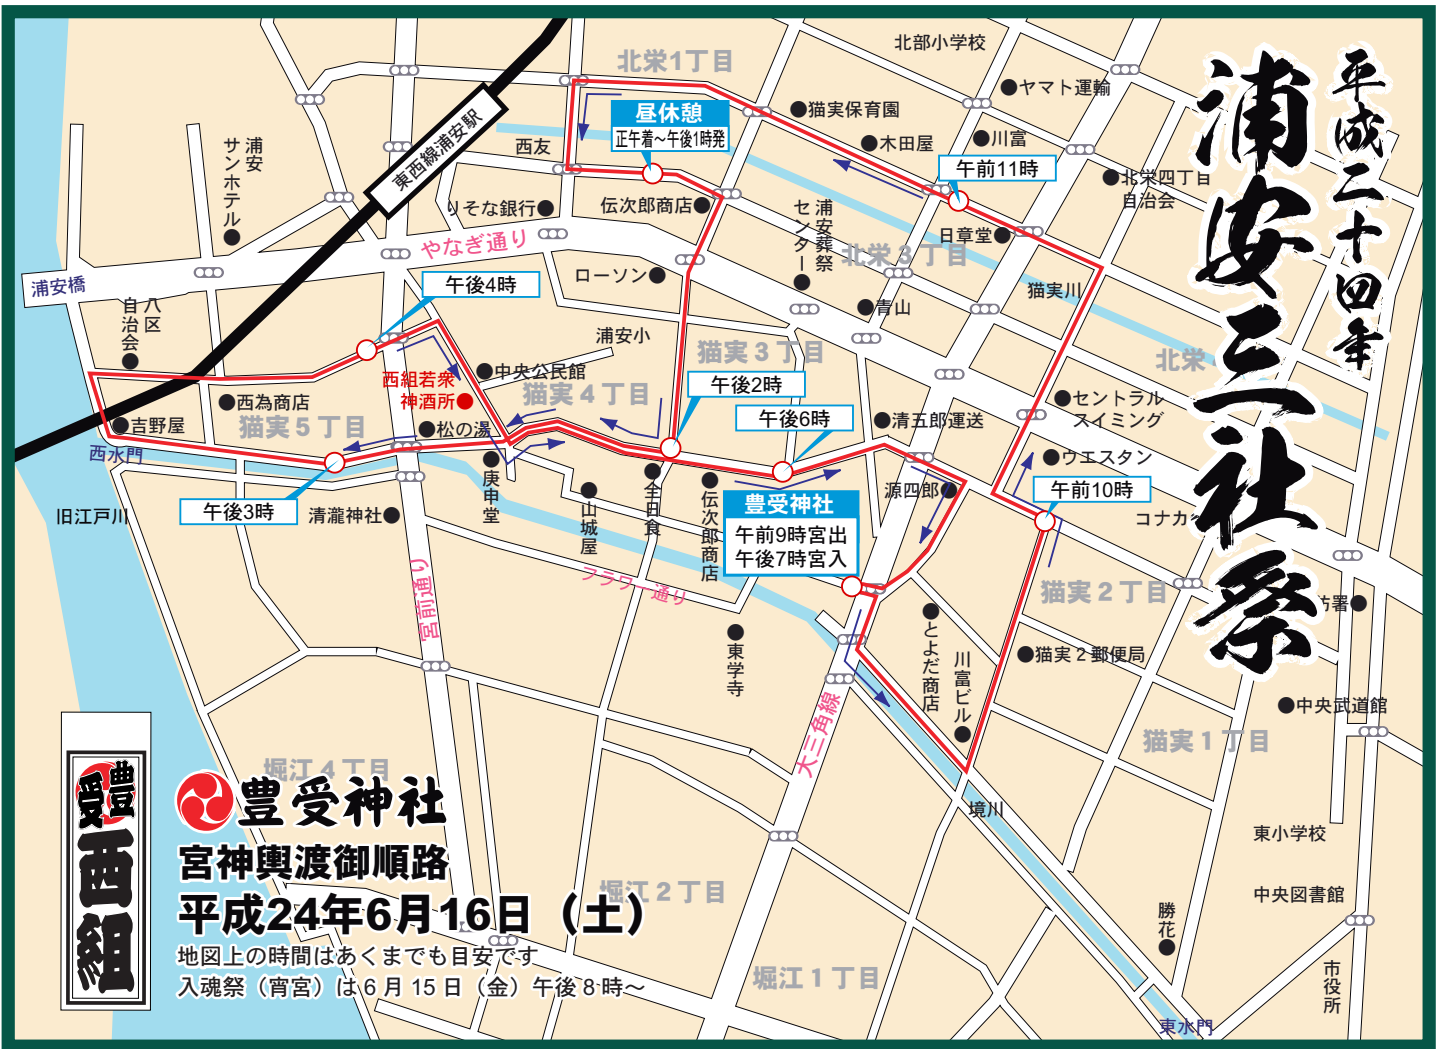 平成二十四年
浦安三社祭
北部小学校
北栄1丁目
ヤマト運輸
猫実保育園
木田屋
川富
昼休憩
正午着～午後1時発
西友
東西線浦安駅
浦安
サンホテル
午前11時
北栄四丁目
自治会
りそな銀行
伝次郎商店
浦安葬祭
センター
日章堂
北栄3丁目
やなぎ通り
ローソン
猫実川
浦安橋
午後4時
八区
自治会
青山
浦安小
猫実3丁目
北栄
中央公民館
西組若衆
神酒所
猫実4丁目
午後2時
午後6時
セントラル
スイミング
西為商店
吉野屋
猫実5丁目
松の湯
清五郎運送
西水門
ウエスタン
庚申堂
全日食
伝次郎商店
源四郎
午前10時
午後3時
旧江戸川
清瀧神社
山城屋
豊受神社
午前9時宮出
午後7時宮入
コナカ
宮前通り
フラワー通り
猫実2丁目
防署
東学寺
とよだ商店
川富ビル
猫実2郵便局
大三角線
中央武道館
猫実1丁目
堀江4丁目
境川
豊受
西組
豊受神社
宮神輿渡御順路
平成24年6月16日（土）
地図上の時間はあくまでも目安です
入魂祭（宵宮）は6月15日（金）午後8時～
東小学校
堀江2丁目
中央図書館
勝花
堀江1丁目
市役所
東水門